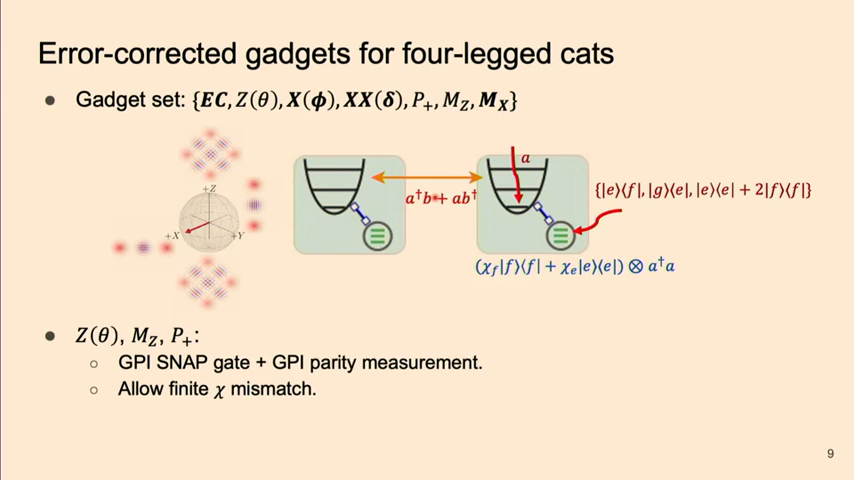 Error-corrected gadgets for four-legged cats
● Gadget set: {EC, Z(θ), X(ϕ), XX(δ), P₊, M_Z, M_X}
+Z
+X
+Y
a†b + ab†
a
{|e⟩⟨f|, |g⟩⟨e|, |e⟩⟨e| + 2|f⟩⟨f|}
(χ_f|f⟩⟨f| + χ_e|e⟩⟨e|) ⊗ a†a
● Z(θ), M_Z, P₊:
○ GPI SNAP gate + GPI parity measurement.
○ Allow finite χ mismatch.
9